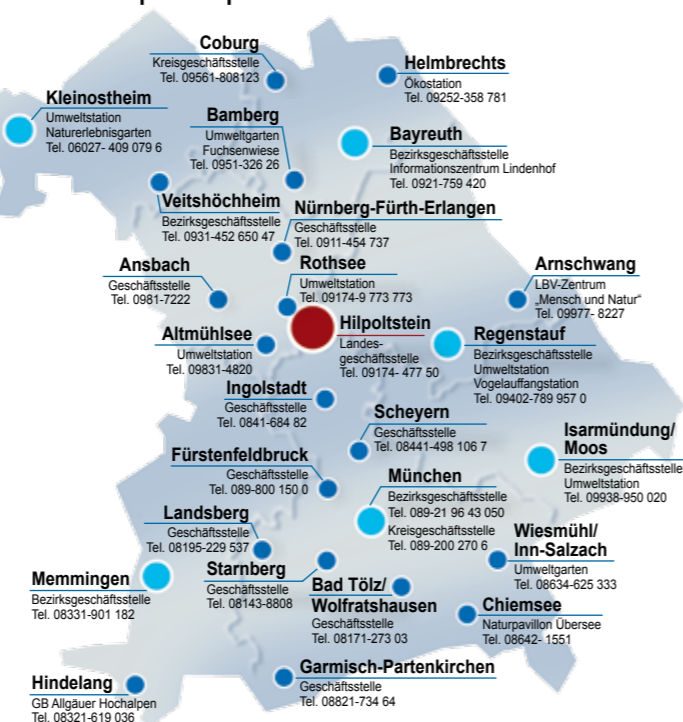 Coburg
Kreisgeschäftsstelle
Tel. 09561-808123
Helmbrechts
Ökostation
Tel. 09252-358 781
Kleinostheim
Umweltstation
Naturerlebnisgarten
Tel. 06027- 409 079 6
Bamberg
Umweltgarten
Fuchsenwiese
Tel. 0951-326 26
Bayreuth
Bezirksgeschäftsstelle
Informationszentrum Lindenhof
Tel. 0921-759 420
Veitshöchheim
Bezirksgeschäftsstelle
Tel. 0931-452 650 47
Nürnberg-Fürth-Erlangen
Geschäftsstelle
Tel. 0911-454 737
Ansbach
Geschäftsstelle
Tel. 0981-7222
Rothsee
Umweltstation
Tel. 09174-9 773 773
Arnschwang
LBV-Zentrum
„Mensch und Natur“
Tel. 09977- 8227
Altmühlsee
Umweltstation
Tel. 09831-4820
Hilpoltstein
Landes-
geschäftsstelle
Tel. 09174- 477 50
Regenstauf
Bezirksgeschäftsstelle
Umweltstation
Vogelauffangstation
Tel. 09402-789 957 0
Ingolstadt
Geschäftsstelle
Tel. 0841-684 82
Scheyern
Geschäftsstelle
Tel. 08441-498 106 7
Isarmündung/
Moos
Bezirksgeschäftsstelle
Umweltstation
Tel. 09938-950 020
Fürstenfeldbruck
Geschäftsstelle
Tel. 089-800 150 0
München
Bezirksgeschäftsstelle
Tel. 089-21 96 43 050
Kreisgeschäftsstelle
Tel. 089-200 270 6
Landsberg
Geschäftsstelle
Tel. 08195-229 537
Wiesmühl/
Inn-Salzach
Umweltgarten
Tel. 08634-625 333
Starnberg
Geschäftsstelle
Tel. 08143-8808
Memmingen
Bezirksgeschäftsstelle
Tel. 08331-901 182
Bad Tölz/
Wolfratshausen
Geschäftsstelle
Tel. 08171-273 03
Chiemsee
Naturpavillon Übersee
Tel. 08642- 1551
Garmisch-Partenkirchen
Geschäftsstelle
Tel. 08821-734 64
Hindelang
GB Allgäuer Hochalpen
Tel. 08321-619 036